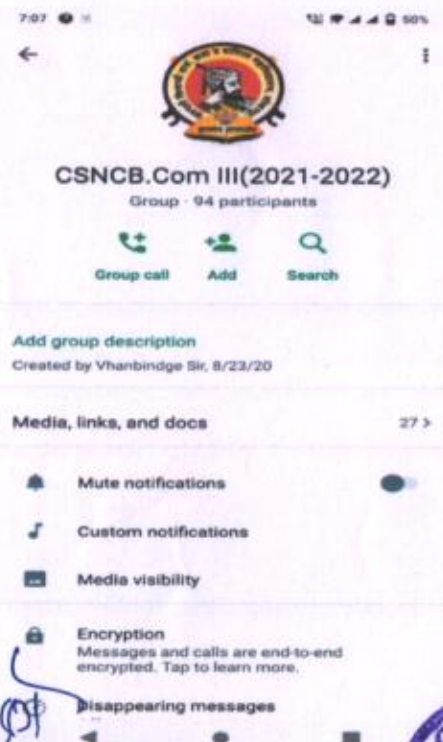 7:07
50%
CSNCB.Com III(2021-2022)
Group · 94 participants
Group call
Add
Search
Add group description
Created by Vhanbindge Sir, 8/23/20
Media, links, and docs
27 >
Mute notifications
Custom notifications
Media visibility
Encryption
Messages and calls are end-to-end
encrypted. Tap to learn more.
Disappearing messages